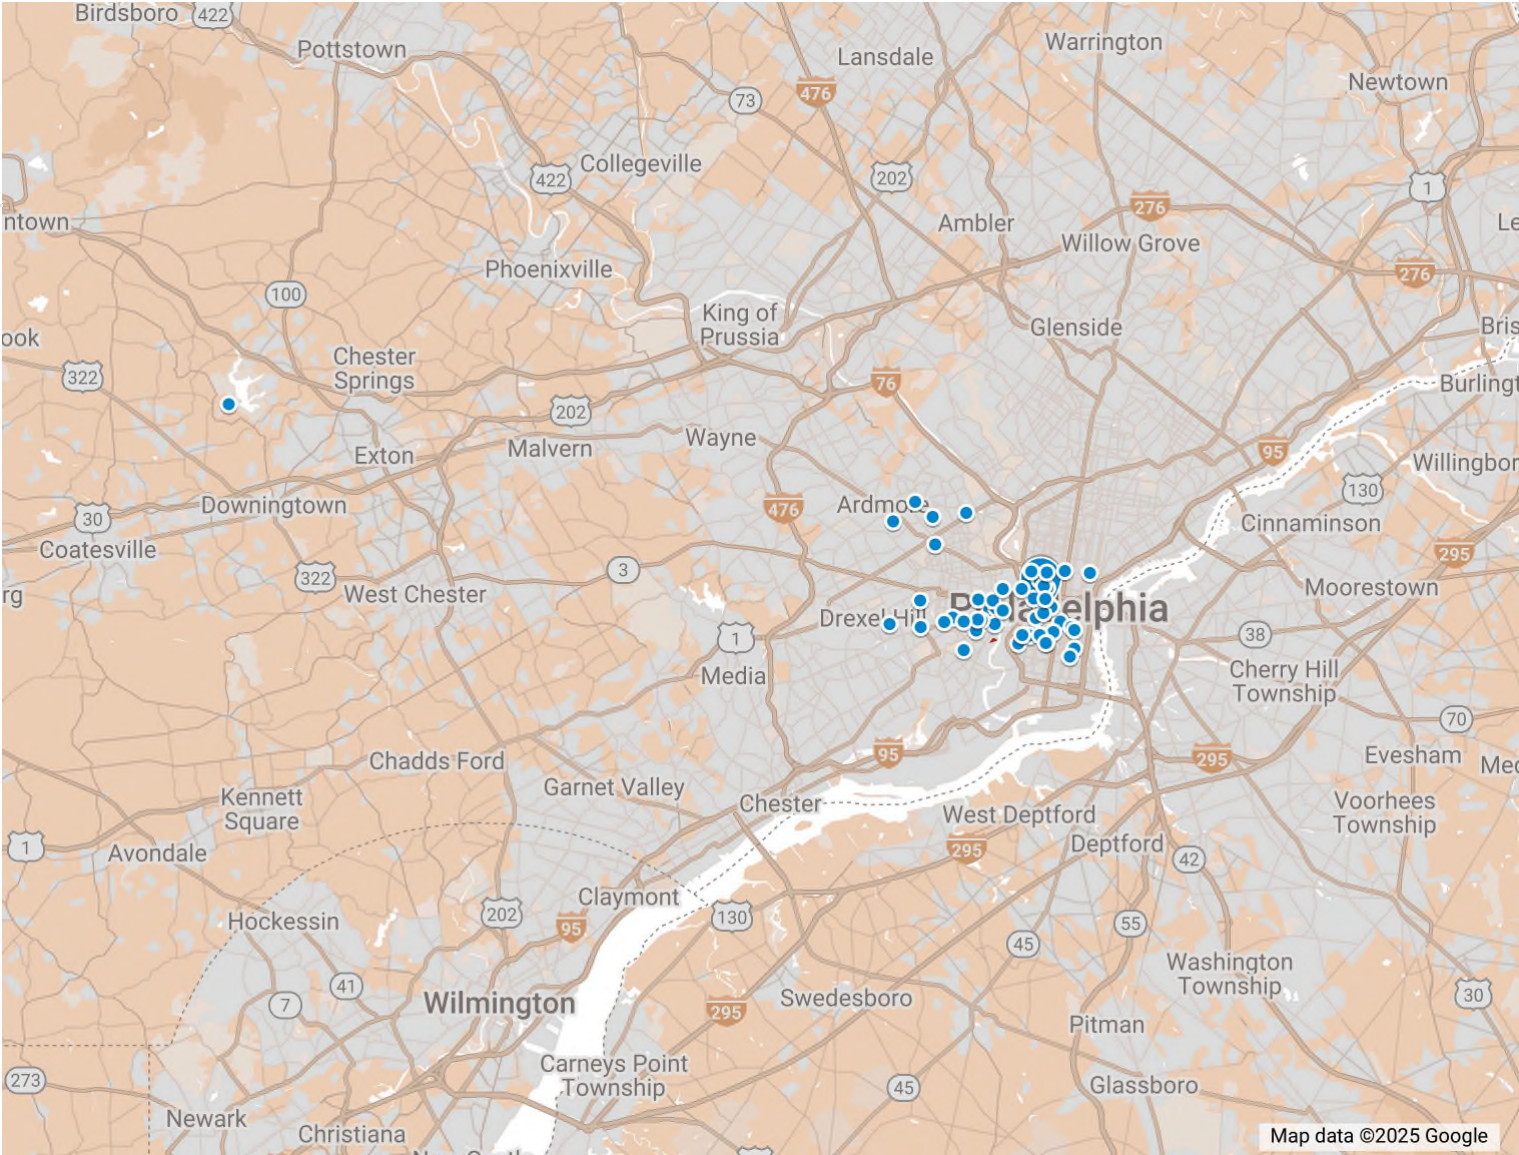 Birdsboro
422
Pottstown
Lansdale
Warrington
Newtown
476
73
Collegeville
422
202
1
276
ntown
Ambler
Willow Grove
Le
Phoenixville
276
100
King of
Prussia
Glenside
Bris
ook
Chester
Springs
322
76
Burlingt
202
Wayne
Malvern
Exton
95
Willingbor
130
Downingtown
Ardmore
476
30
Cinnaminson
Coatesville
295
322
3
West Chester
Moorestown
rg
Philadelphia
Drexel Hill
1
38
Media
Cherry Hill
Township
70
95
295
Evesham
Med
Chadds Ford
Garnet Valley
Kennett
Square
Chester
West Deptford
Voorhees
Township
1
Avondale
295
Deptford
42
Claymont
Hockessin
202
95
130
55
45
Washington
Township
41
7
Wilmington
Swedesboro
295
30
Pitman
Carneys Point
Township
273
45
Glassboro
Newark
Christiana
Map data ©2025 Google